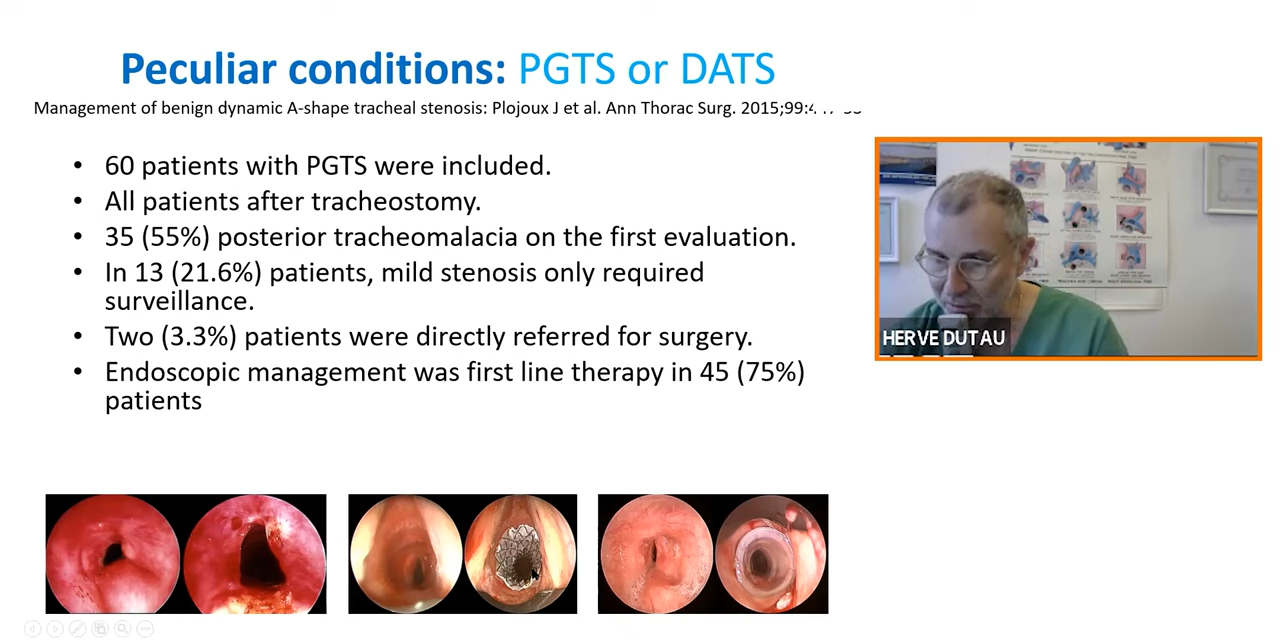 Peculiar conditions: PGTS or DATS
Management of benign dynamic A-shape tracheal stenosis: Plojoux J et al. Ann Thorac Surg. 2015;99:
• 60 patients with PGTS were included.
• All patients after tracheostomy.
• 35 (55%) posterior tracheomalacia on the first evaluation.
• In 13 (21.6%) patients, mild stenosis only required
surveillance.
• Two (3.3%) patients were directly referred for surgery.
• Endoscopic management was first line therapy in 45 (75%)
patients
HERVE DUTAU